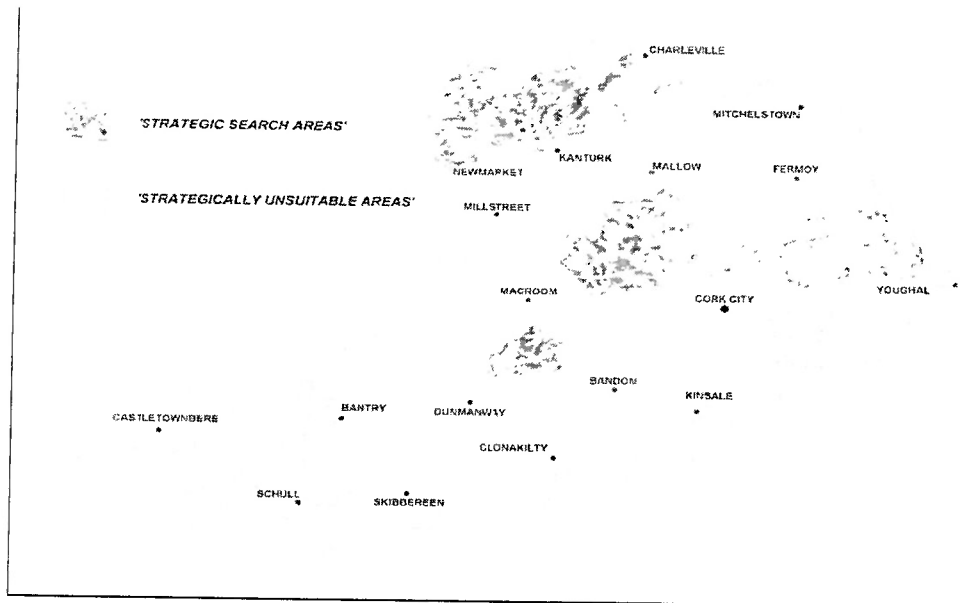 CHARLEVILLE
MITCHELSTOWN
'STRATEGIC SEARCH AREAS'
KANTURK
MALLOW
FERMOY
NEWMARKET
'STRATEGICALLY UNSUITABLE AREAS'
MILLSTREET
MACROOM
CORK CITY
YOUGHAL
BANDON
KINSALE
BANTRY
DUNMANWAY
CASTLETOWNBERE
CLONAKILTY
SCHULL
SKIBBEREEN